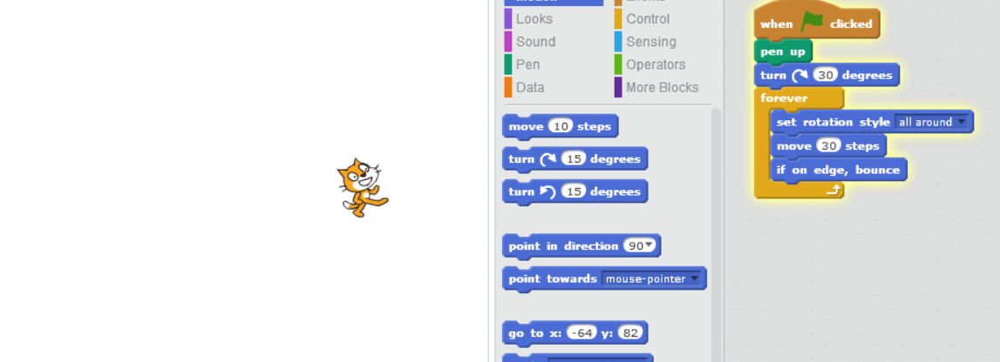 Looks
Control
Sound
Sensing
Pen
Operators
Data
More Blocks
move 10 steps
turn 15 degrees
turn 15 degrees
point in direction 90
point towards mouse-pointer
go to x: -64 y: 82
when clicked
pen up
turn 30 degrees
forever
set rotation style all around
move 30 steps
if on edge, bounce